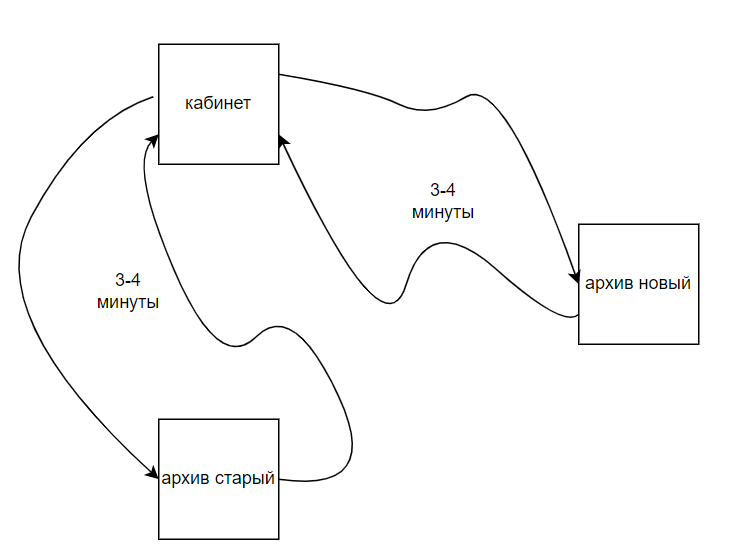 кабинет
3-4
минуты
архив новый
3-4
минуты
архив старый